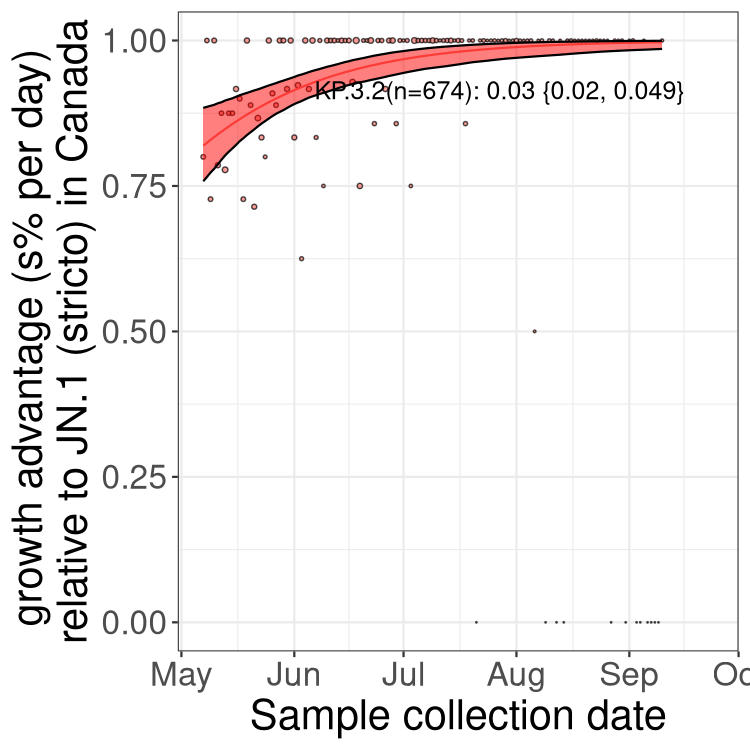 growth advantage (s% per day)
relative to JN.1 (stricto) in Canada
1.00
0.75
0.50
0.25
0.00
KP.3.2(n=674): 0.03 {0.02, 0.049}
May Jun Jul Aug Sep Oc
Sample collection date